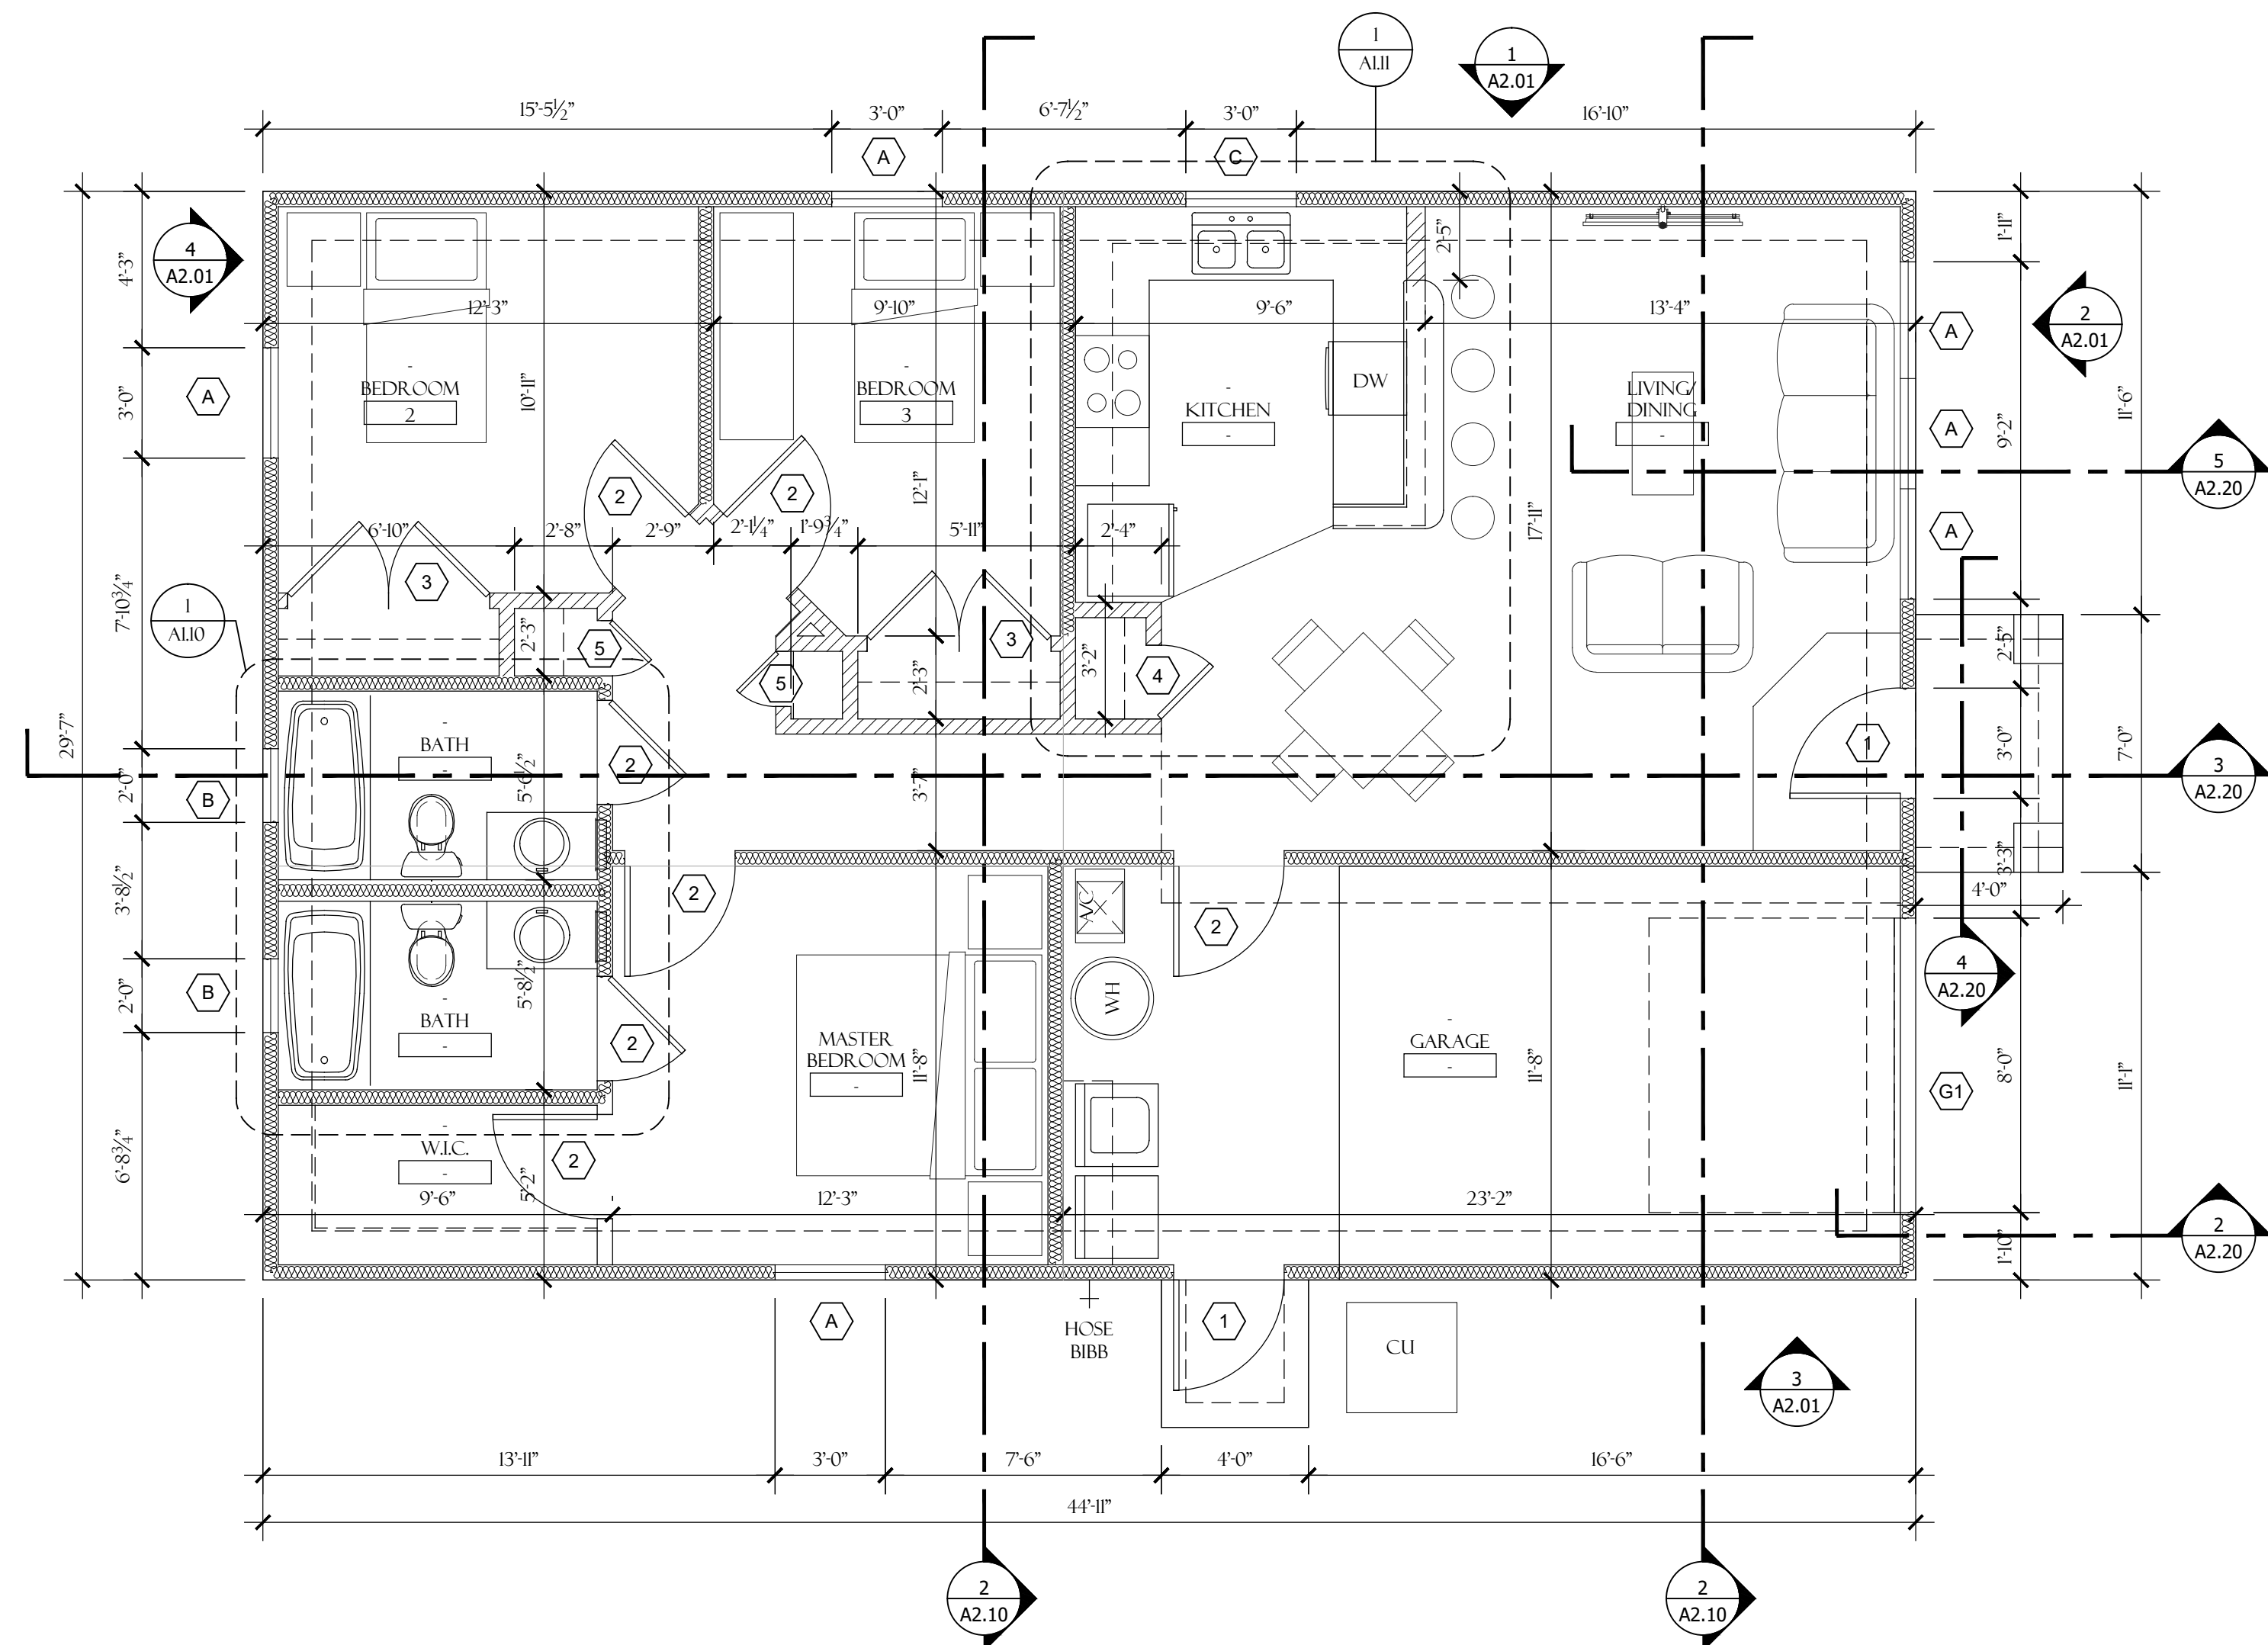 1
A1.11
1
A2.01
15'-5½"
3'-0"
6'-7½"
3'-0"
16'-10"
A
C
4
A2.01
4'-3"
2'-5"
1'-11"
2
A2.01
12'-3"
9'-10"
9'-6"
13'-4"
A
-
BEDROOM
2
10'-11"
-
BEDROOM
3
-
KITCHEN
-
DW
LIVING/
DINING
-
3'-0"
A
A
9'-2"
11'-6"
5
A2.20
2
2
12'-1"
17'-11"
A
6'-10"
2'-8"
2'-9"
2'-1¼"
1'-9¾"
5'-11"
2'-4"
3
1
A1.10
7'-10¾"
2'-3"
5
5
2'-3"
3
3'-2"
4
2'-5"
29'-7"
-
BATH
-
5'-6½"
2
3'-7"
1
3'-0"
7'-0"
3
A2.20
2'-0"
B
3'-8½"
2
A/C
2
3'-3"
4'-0"
4
A2.20
2'-0"
B
-
BATH
-
5'-8½"
2
WH
MASTER
BEDROOM
-
11'-8"
-
GARAGE
-
11'-8"
G1
8'-0"
11'-1"
6'-8¾"
-
W.I.C.
-
2
5'-2"
9'-6"
12'-3"
23'-2"
1'-10"
2
A2.20
A
HOSE
BIBB
1
CU
3
A2.01
13'-11"
3'-0"
7'-6"
4'-0"
16'-6"
44'-11"
2
A2.10
2
A2.10